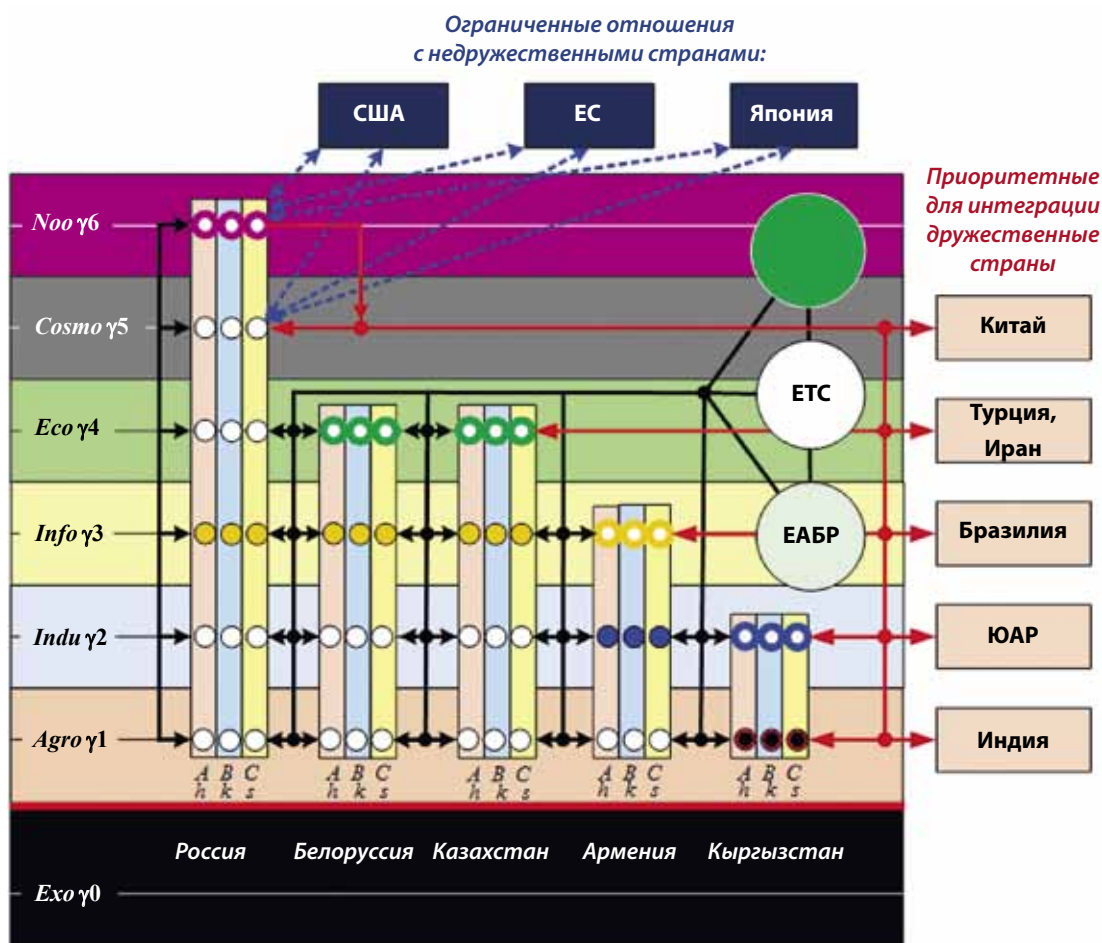 Ограниченные отношения
с недружественными странами:
США
ЕС
Япония
Приоритетные
для интеграции
дружественные
страны
Noo γ6
Cosmo γ5
Китай
ЕТС
Eco γ4
Турция,
Иран
Info γ3
ЕАБР
Бразилия
Indu γ2
ЮАР
Agro γ1
Индия
A B C A B C A B C A B C A B C
h k s h k s h k s h k s h k s
Россия Белоруссия Казахстан Армения Кыргызстан
Exo γ0